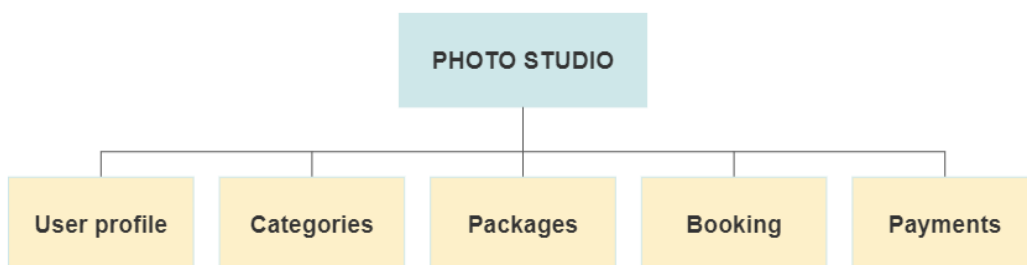 PHOTO STUDIO
User profile
Categories
Packages
Booking
Payments